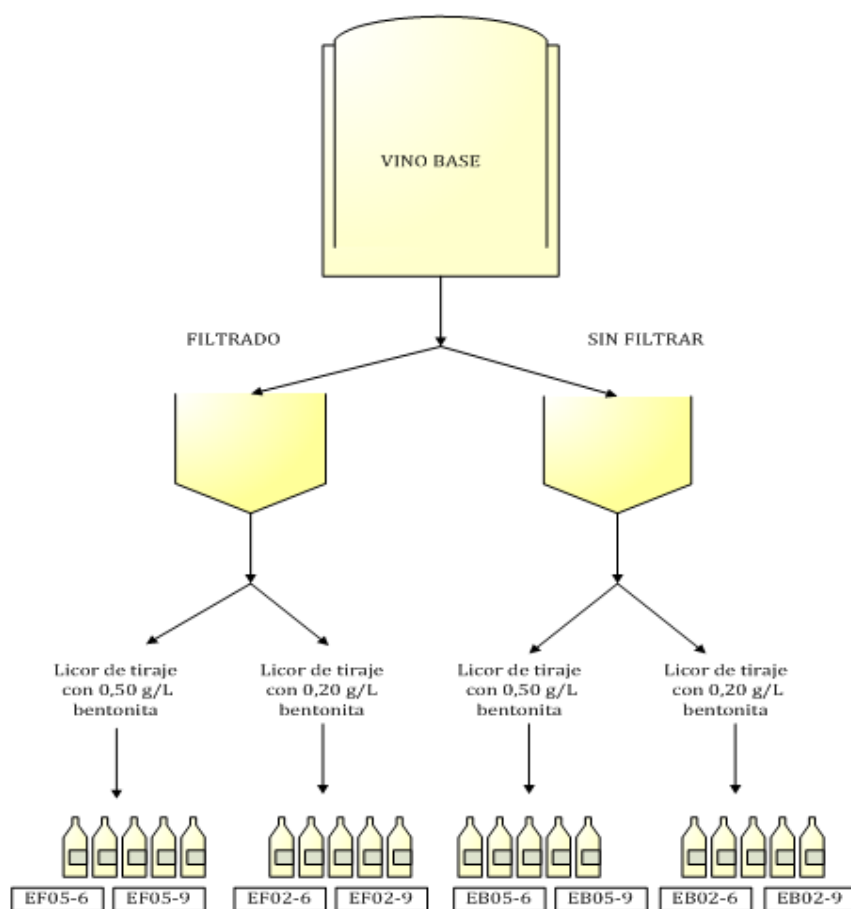 VINO BASE
FILTRADO
SIN FILTRAR
Licor de tiraje
con 0,50 g/L
bentonita
Licor de tiraje
con 0,20 g/L
bentonita
Licor de tiraje
con 0,50 g/L
bentonita
Licor de tiraje
con 0,20 g/L
bentonita
EF05-6
EF05-9
EF02-6
EF02-9
EB05-6
EB05-9
EB02-6
EB02-9